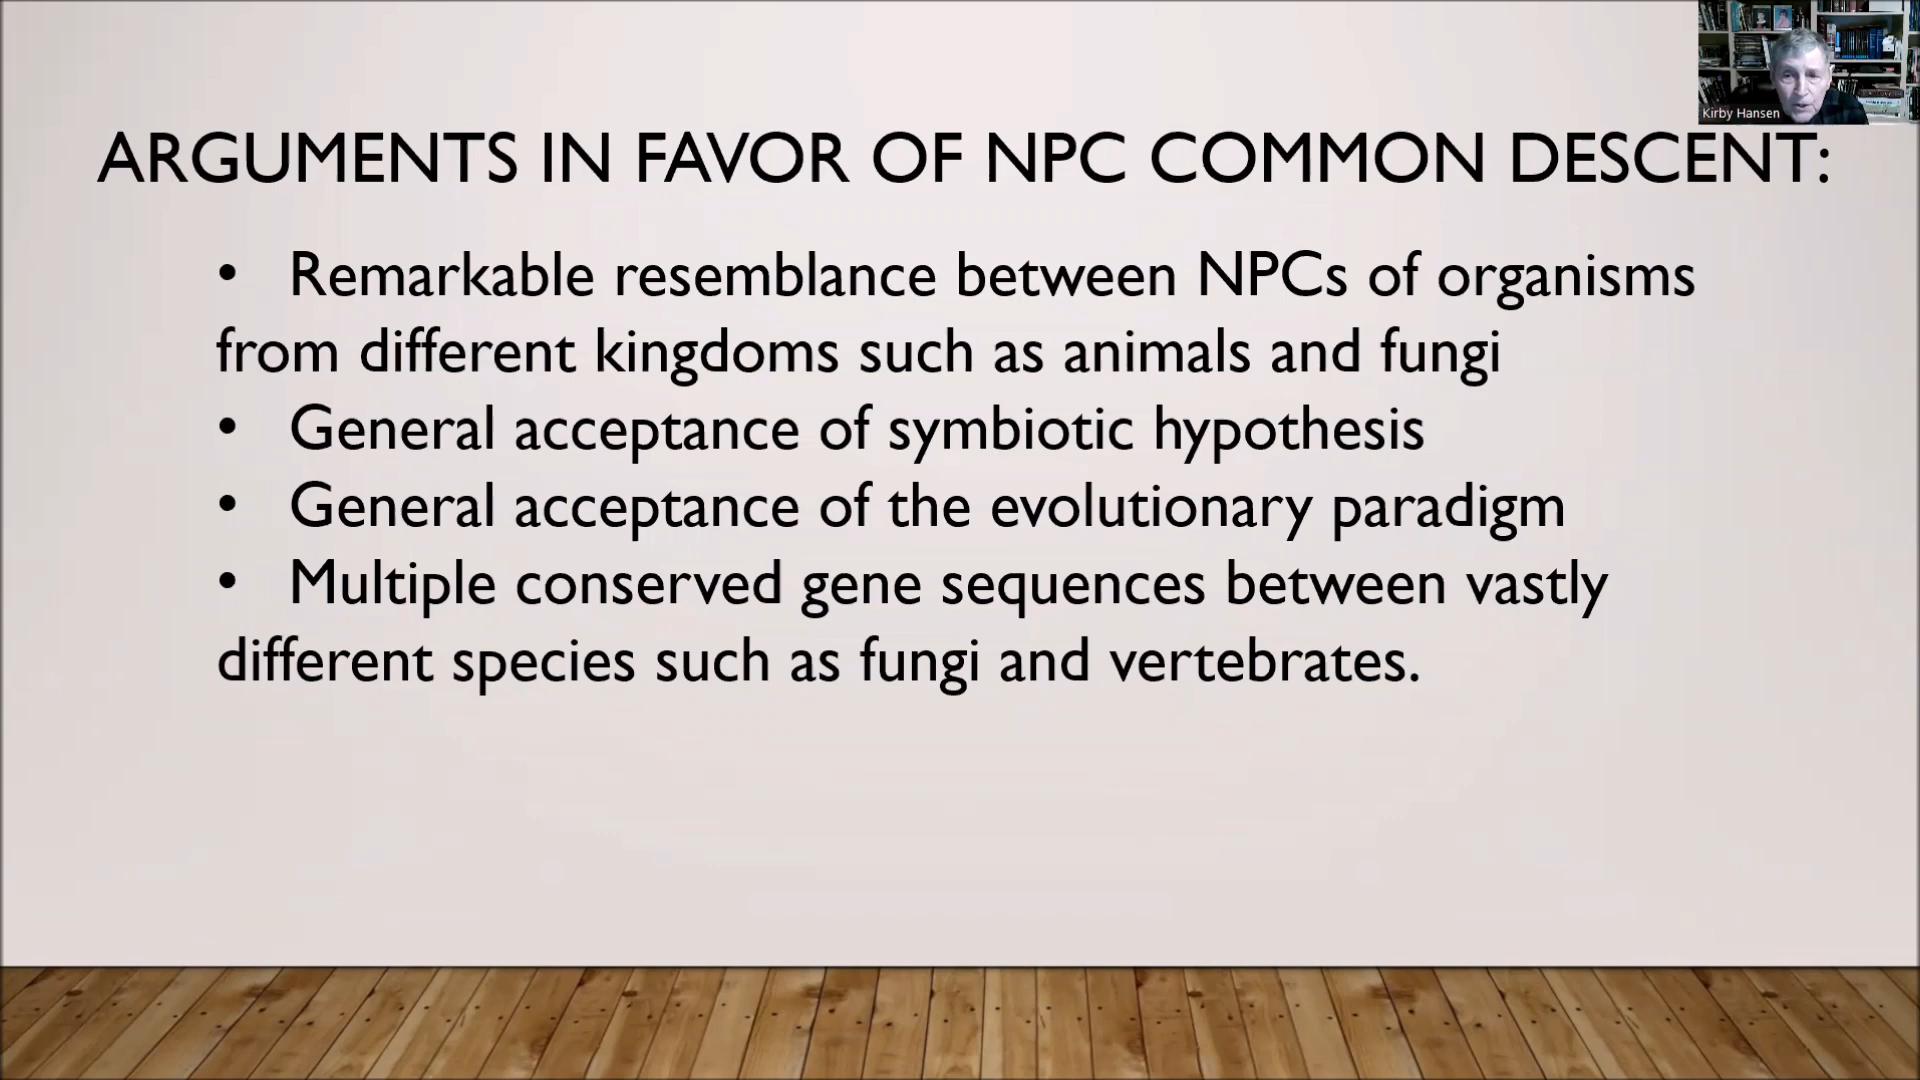 Kirby Hansen
ARGUMENTS IN FAVOR OF NPC COMMON DESCENT:
• Remarkable resemblance between NPCs of organisms
from different kingdoms such as animals and fungi
• General acceptance of symbiotic hypothesis
• General acceptance of the evolutionary paradigm
• Multiple conserved gene sequences between vastly
different species such as fungi and vertebrates.